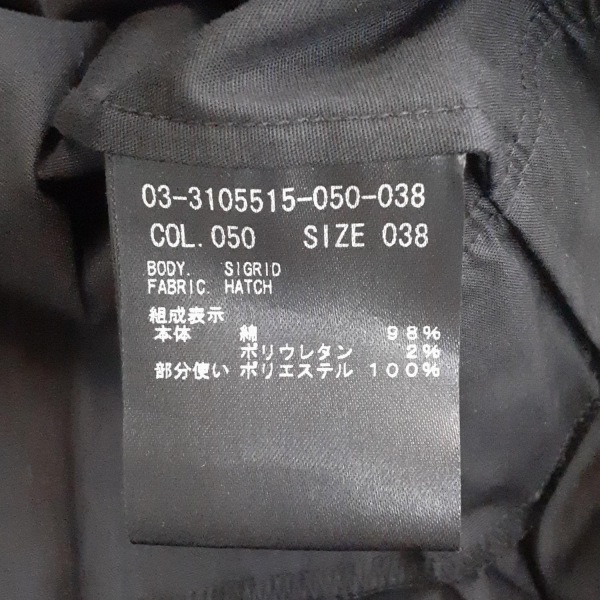 03-3105515-050-038
COL.050 SIZE 038
BODY. SIGRID
FABRIC. HATCH
組成表示
本体 綿 98%
ポリウレタン 2%
部分使い ポリエステル 100%